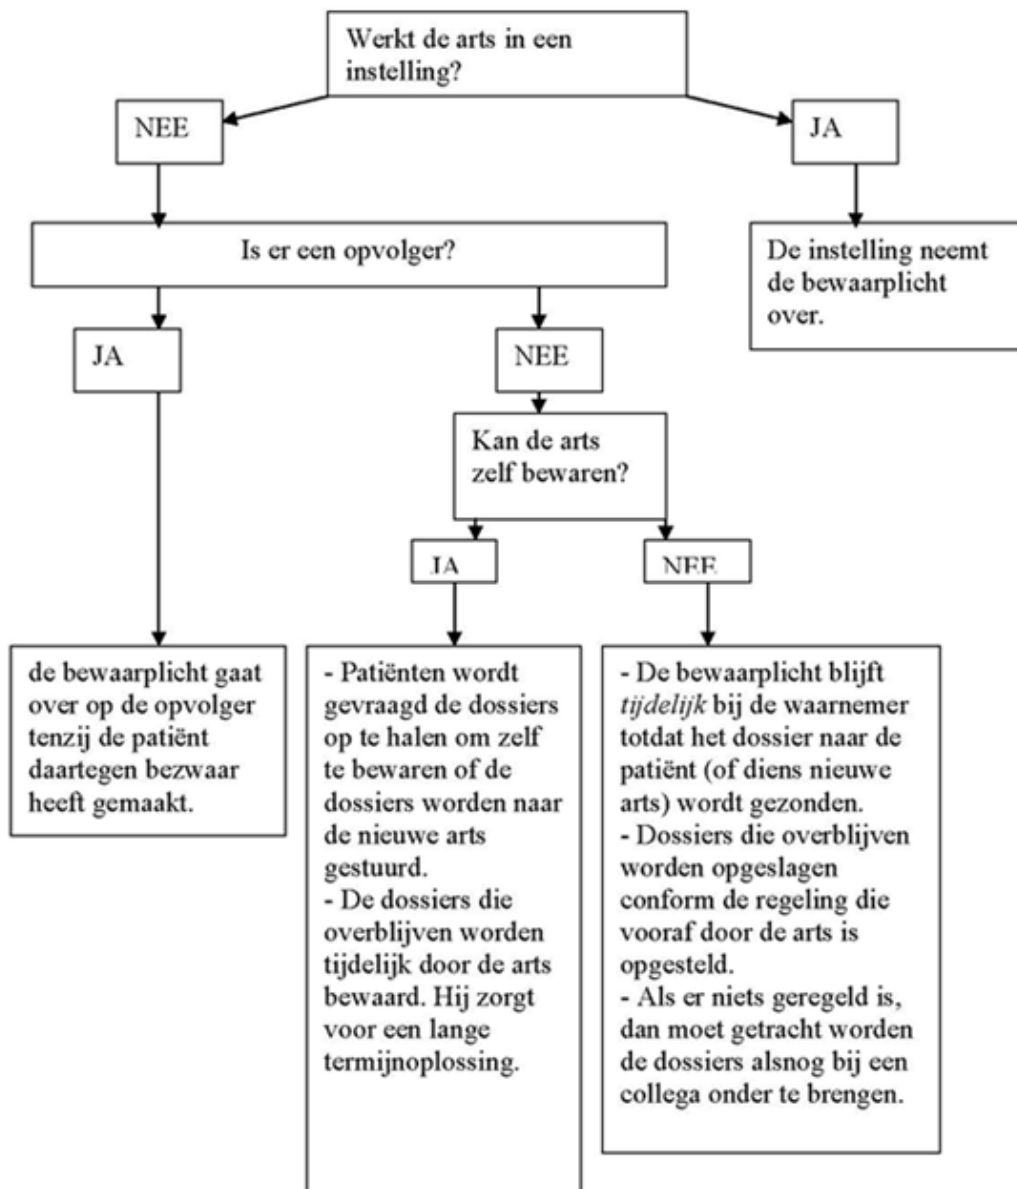 Werkt de arts in een
instelling?
NEE
JA
Is er een opvolger?
De instelling neemt
de bewaarplicht
over.
JA
NEE
Kan de arts
zelf bewaren?
JA
NEE
de bewaarplicht gaat
over op de opvolger
tenzij de patiënt
daartegen bezwaar
heeft gemaakt.
- Patiënten wordt
gevraagd de dossiers
op te halen om zelf
te bewaren of de
dossiers worden naar
de nieuwe arts
gestuurd.
- De dossiers die
overblijven worden
tijdelijk door de arts
bewaard. Hij zorgt
voor een lange
termijnoplossing.
- De bewaarplicht blijft
tijdelijk bij de waarnemer
totdat het dossier naar de
patiënt (of diens nieuwe
arts) wordt gezonden.
- Dossiers die overblijven
worden opgeslagen
conform de regeling die
vooraf door de arts is
opgesteld.
- Als er niets geregeld is,
dan moet getracht worden
de dossiers alsnog bij een
collega onder te brengen.